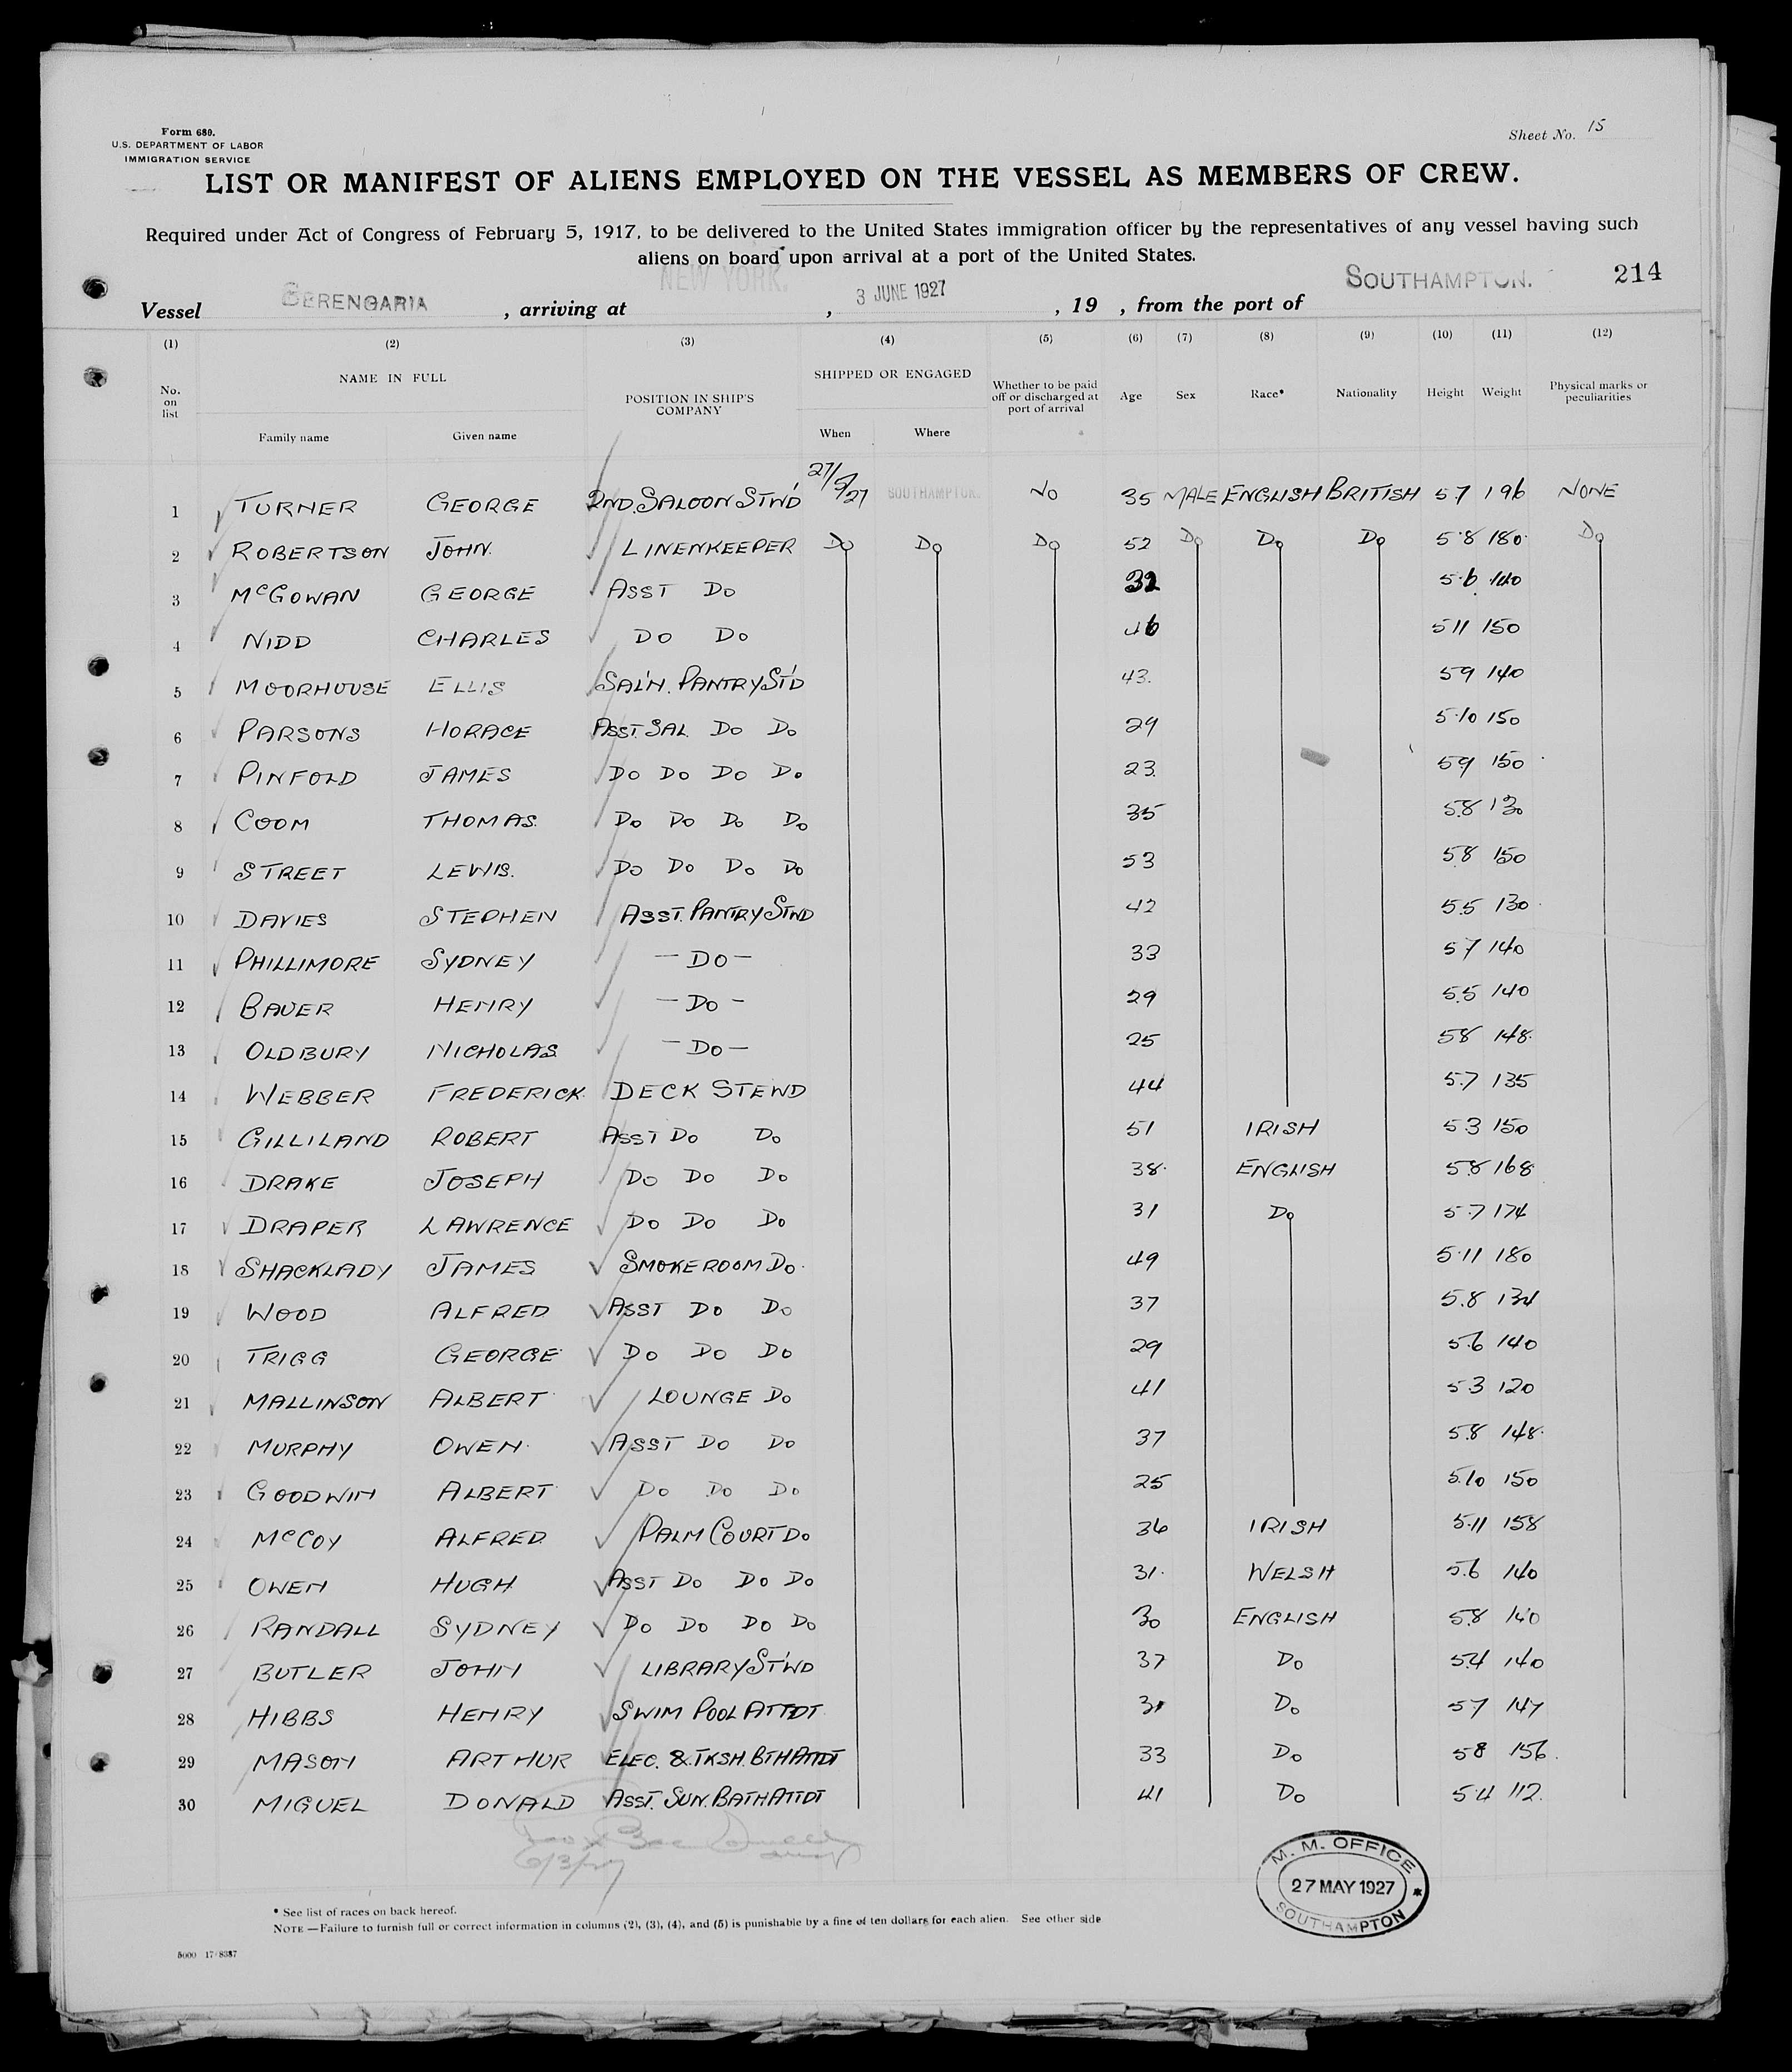 Form 680.
U.S. DEPARTMENT OF LABOR
IMMIGRATION SERVICE
Sheet No. 15
LIST OR MANIFEST OF ALIENS EMPLOYED ON THE VESSEL AS MEMBERS OF CREW.
Required under Act of Congress of February 5, 1917, to be delivered to the United States immigration officer by the representatives of any vessel having such
aliens on board upon arrival at a port of the United States.
214
Vessel BERENGARIA , arriving at NEW YORK. , 3 JUNE 1927 , 19 , from the port of SOUTHAMPTON.
(1) (2) (3) (4) (5) (6) (7) (8) (9) (10) (11) (12)
No. on list NAME IN FULL POSITION IN SHIP'S COMPANY SHIPPED OR ENGAGED Whether to be paid off or discharged at port of arrival Age Sex Race* Nationality Height Weight Physical marks or peculiarities
Family name Given name When Where
1 TURNER GEORGE 2ND. SALOON STWD 27/5/27 SOUTHAMPTON. NO 35 MALE ENGLISH BRITISH 5.7 196 NONE
2 ROBERTSON JOHN. LINENKEEPER DO DO DO 52 DO DO DO 5.8 180 DO
3 McGOWAN GEORGE ASST DO 32 5.6 140
4 NIDD CHARLES DO DO 46 5 11 150
5 MOORHOUSE ELLIS SAL'N. PANTRY ST'D 43. 5 9 140
6 PARSONS HORACE ASST. SAL DO DO 29 5.10 150
7 PINFOLD JAMES DO DO DO DO 23. 5.9 150
8 COOM THOMAS. DO DO DO DO 35 5.8 130
9 STREET LEWIS. DO DO DO DO 53 5.8 150
10 DAVIES STEPHEN ASST. PANTRY STWD 42 5.5 130
11 PHILLIMORE SYDNEY - DO - 33 5 7 140
12 BAUER HENRY - DO - 29 5.5 140
13 OLDBURY NICHOLAS - DO - 25 5 8 148.
14 WEBBER FREDERICK. DECK STEWD 44 5.7 135
15 GILLILAND ROBERT ASST DO DO 51 IRISH 5 3 150
16 DRAKE JOSEPH DO DO DO 38. ENGLISH 5.8 168
17 DRAPER LAWRENCE DO DO DO 31 DO 5.7 174
18 SHACKLADY JAMES SMOKEROOM DO. 49 5.11 180
19 WOOD ALFRED ASST DO DO 37 5.8 134
20 TRIGG GEORGE DO DO DO 29 5.6 140
21 MALLINSON ALBERT LOUNGE DO 41 5 3 120
22 MURPHY OWEN. ASST DO DO 37 5.8 148.
23 GOODWIN ALBERT DO DO DO 25 5.10 150
24 McCOY ALFRED. PALM COURT DO 36 IRISH 5.11 158
25 OWEN HUGH ASST DO DO DO 31. WELSH 5.6 140
26 RANDALL SYDNEY DO DO DO DO 30 ENGLISH 5.8 140
27 BUTLER JOHN LIBRARY ST'WD 37 DO 5.4 140
28 HIBBS HENRY SWIM POOL ATTDT. 31 DO 5 7 147
29 MASON ARTHUR ELEC. & TKSH. BTH ATTDT 33 DO 5 8 156.
30 MIGUEL DONALD ASST. SUN. BATH ATTDT 41 DO 5.4 112.
6/3/27
M. M. OFFICE
27 MAY 1927
SOUTHAMPTON
* See list of races on back hereof.
NOTE —Failure to furnish full or correct information in columns (2), (3), (4), and (5) is punishable by a fine of ten dollars for each alien. See other side
5000 17/8387